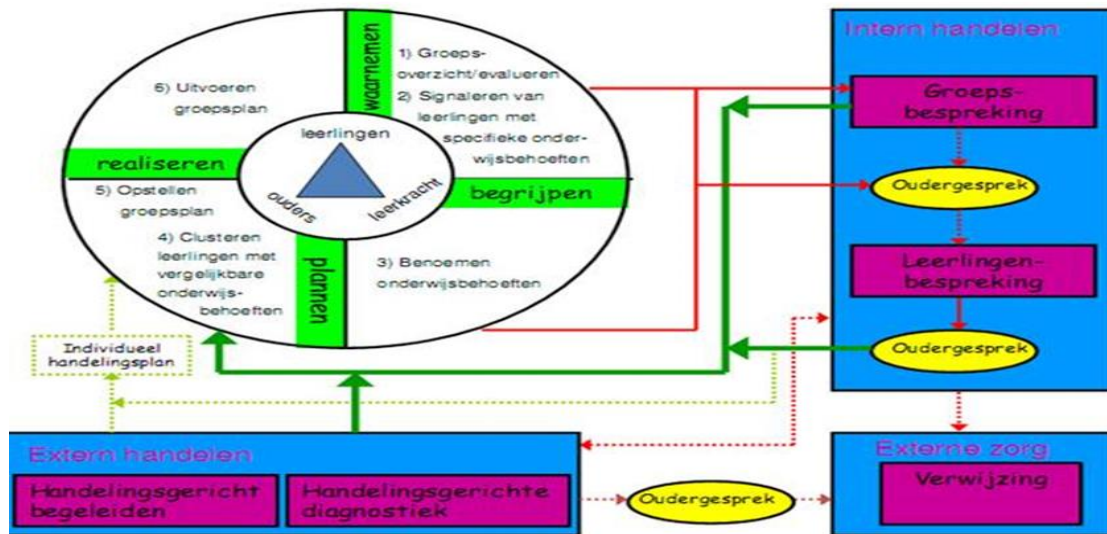 waarnemen
1) Groeps-
overzicht/evalueren
2) Signaleren van
leerlingen met
specifieke onder-
wijsbehoeften
begrijpen
3) Benoemen
onderwijsbehoeften
plannen
4) Clusteren
leerlingen met
vergelijkbare
onderwijs-
behoeften
5) Opstellen
groepsplan
realiseren
6) Uitvoeren
groepsplan
leerlingen
ouders
leerkracht
Individueel
handelingsplan
Intern handelen
Groeps-
bespreking
Oudergesprek
Leerlingen-
bespreking
Oudergesprek
Extern handelen
Handelingsgericht
begeleiden
Handelingsgerichte
diagnostiek
Oudergesprek
Externe zorg
Verwijzing